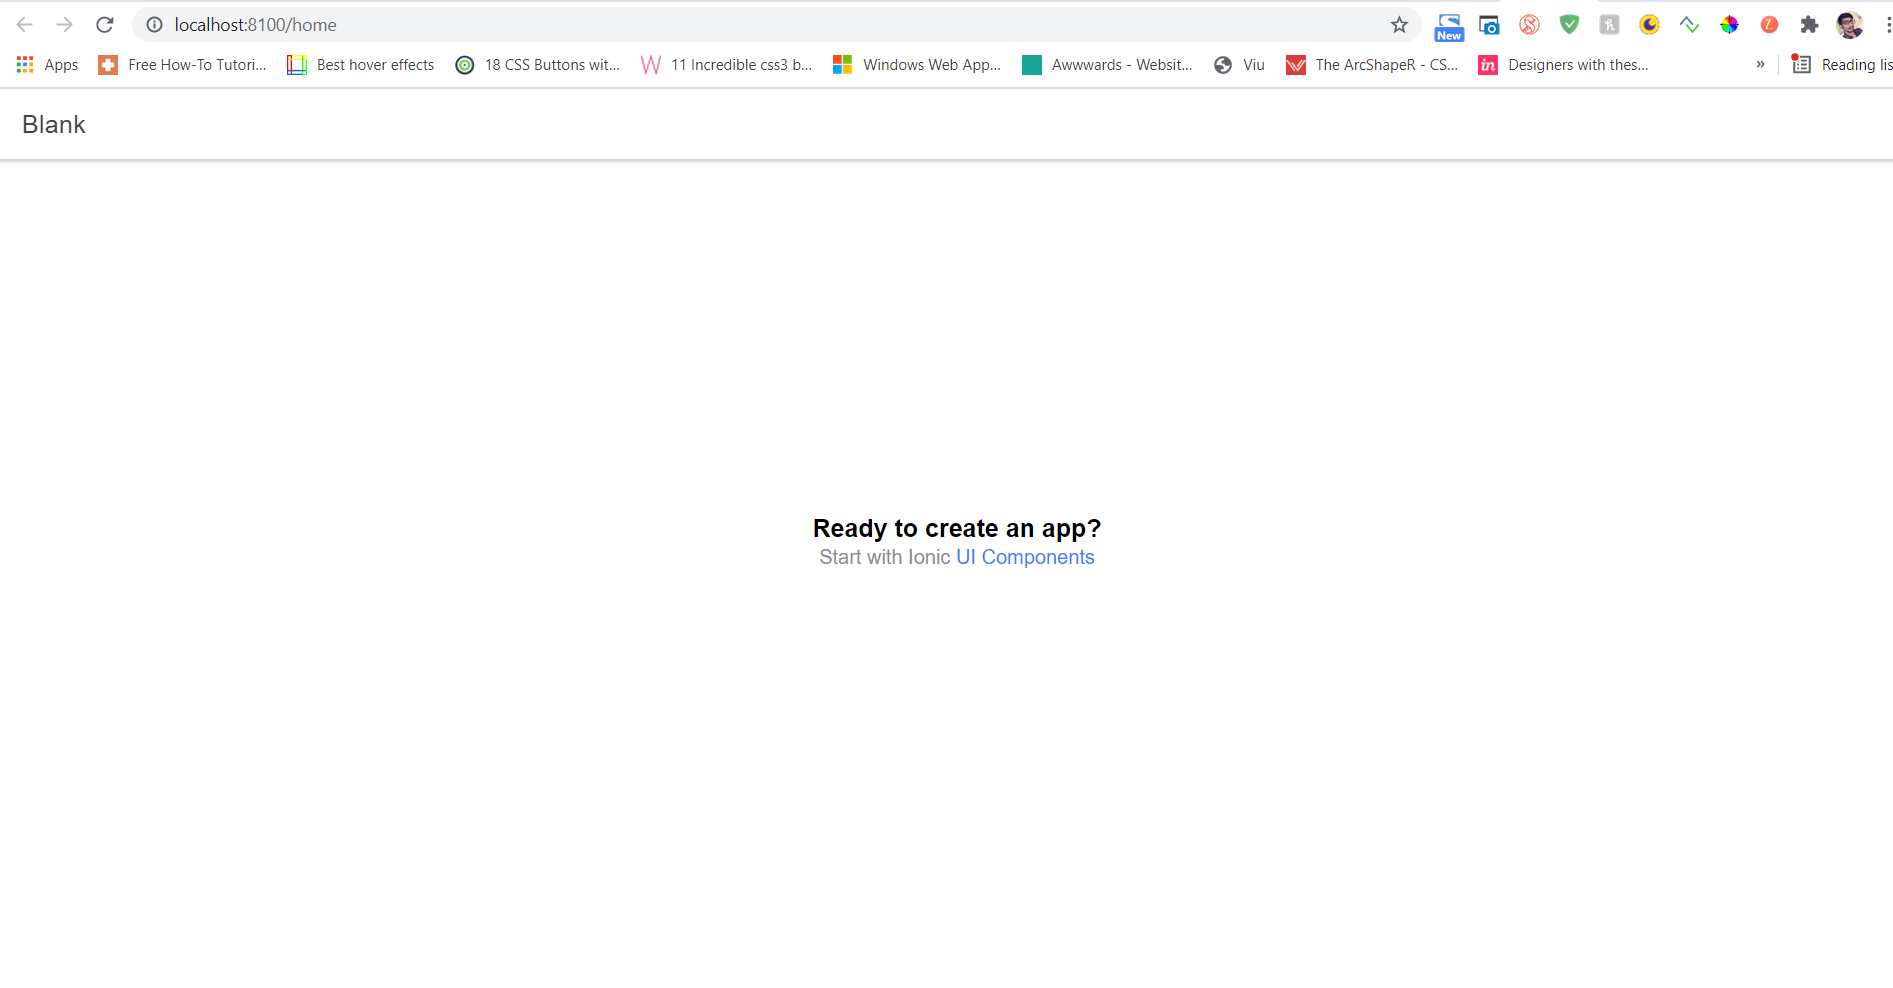 localhost:8100/home
New
Apps Free How-To Tutori... Best hover effects 18 CSS Buttons wit... 11 Incredible css3 b... Windows Web App... Awwwards - Websit... Viu The ArcShapeR - CS... in Designers with thes... » Reading lis
Blank
Ready to create an app?
Start with Ionic UI Components